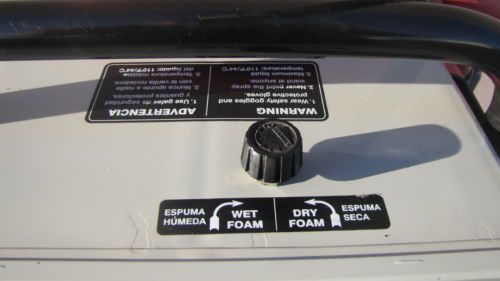 WARNING
1. Wear safety goggles and
protective gloves.
2. Never point the spray
wand at anyone.
3. Maximum liquid
temperature: 110°F/44°C
ADVERTENCIA
1. Use gafas de seguridad
y guantes protectores.
2. Nunca apunte a nadie
con la varilla rociadora.
3. Temperatura máxima
del líquido: 110°F/44°C
ESPUMA
HÚMEDA
WET
FOAM
DRY
FOAM
ESPUMA
SECA